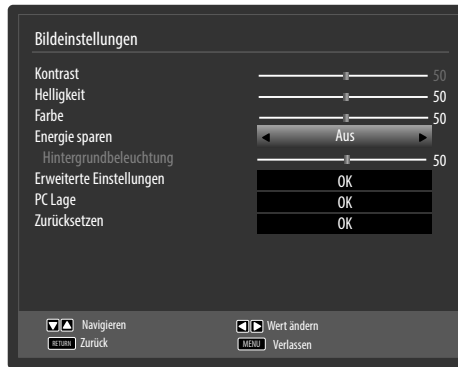 Bildeinstellungen
Kontrast 50
Helligkeit 50
Farbe 50
Energie sparen Aus
Hintergrundbeleuchtung 50
Erweiterte Einstellungen OK
PC Lage OK
Zurücksetzen OK
Navigieren Wert ändern
RETURN Zurück MENU Verlassen